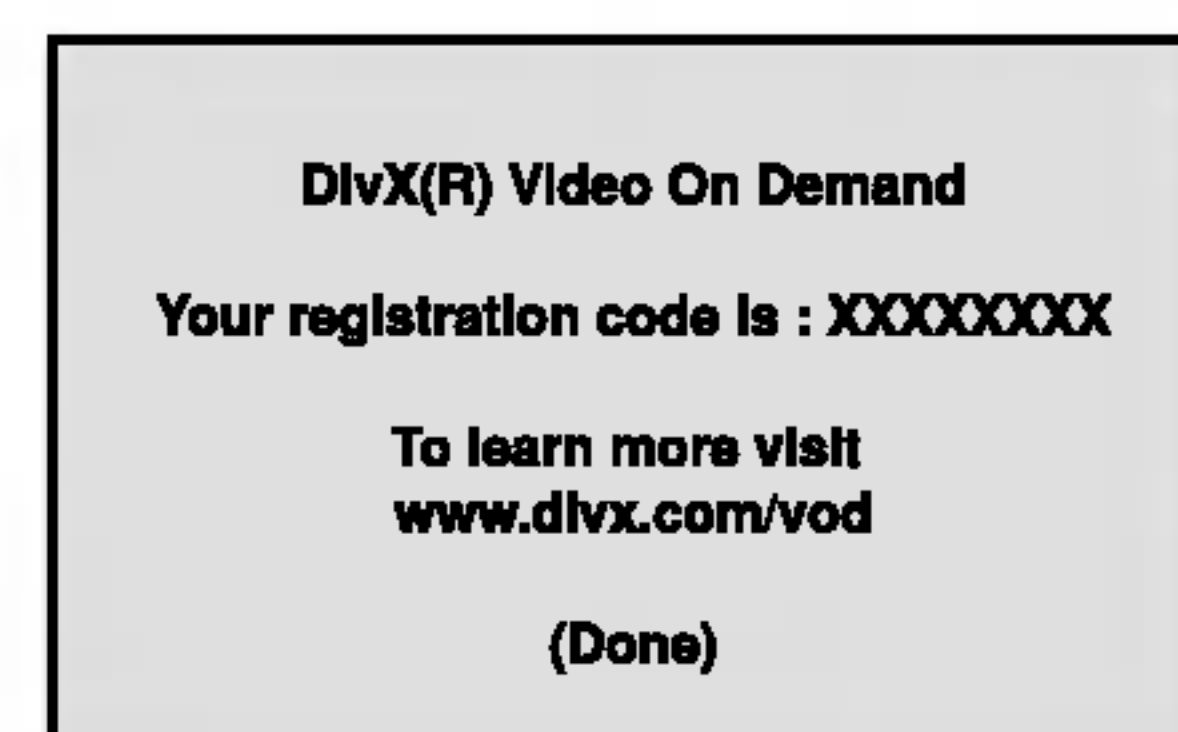 DivX(R) Video On Demand
Your registration code is : XXXXXXXX
To learn more visit
www.divx.com/vod
(Done)